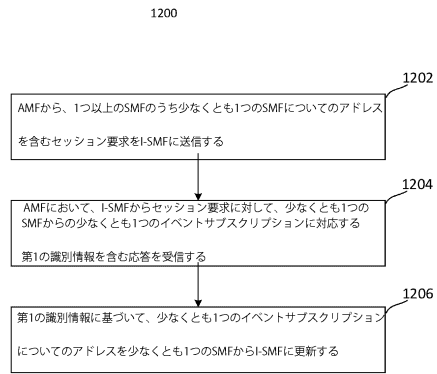 1200
1202
AMFから、1つ以上のSMFのうち少なくとも1つのSMFについてのアドレス
を含むセッション要求をI-SMFに送信する
1204
AMFにおいて、I-SMFからセッション要求に対して、少なくとも1つの
SMFからの少なくとも1つのイベントサブスクリプションに対応する
第1の識別情報を含む応答を受信する
1206
第1の識別情報に基づいて、少なくとも1つのイベントサブスクリプション
についてのアドレスを少なくとも1つのSMFからI-SMFに更新する